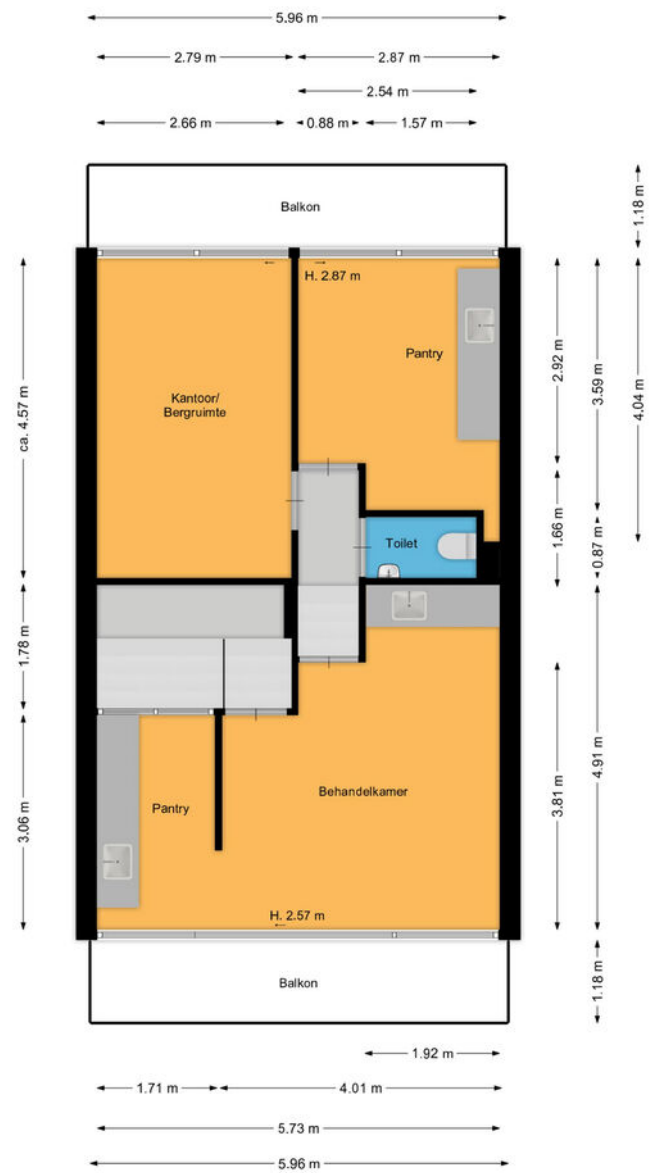 5.96 m
2.79 m
2.87 m
2.54 m
2.66 m
0.88 m
1.57 m
Balkon
1.18 m
H. 2.87 m
Pantry
Kantoor/
Bergruimte
ca. 4.57 m
2.92 m
3.59 m
4.04 m
Toilet
1.66 m
0.87 m
1.78 m
Behandelkamer
Pantry
3.06 m
3.81 m
4.91 m
H. 2.57 m
Balkon
1.18 m
1.92 m
1.71 m
4.01 m
5.73 m
5.96 m